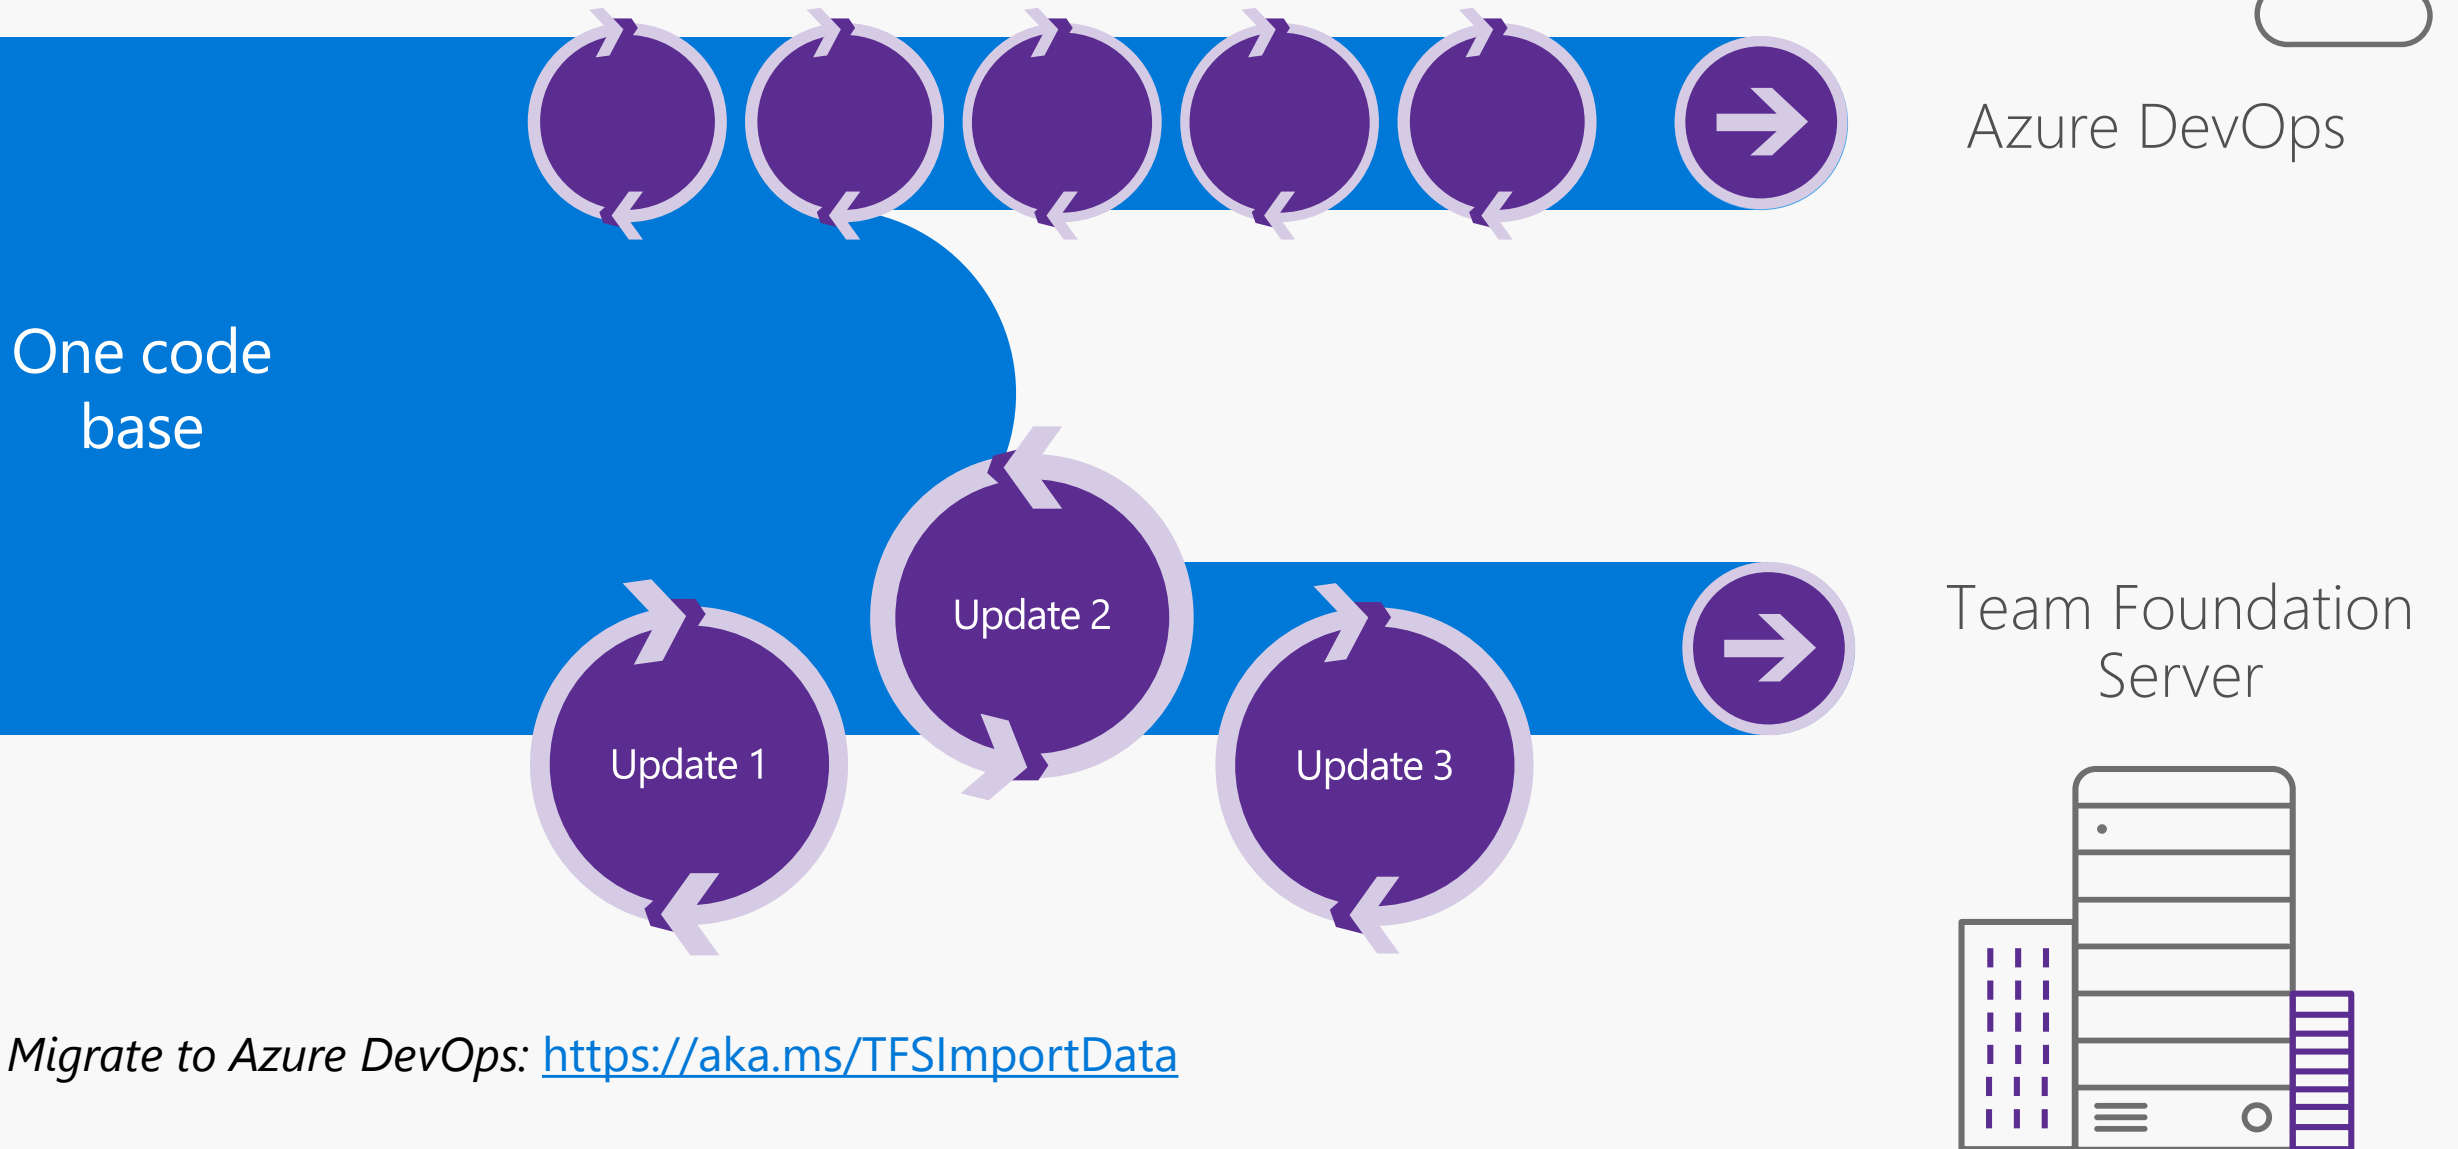 Azure DevOps
One code
base
Update 2
Team Foundation
Server
Update 1
Update 3
Migrate to Azure DevOps: https://aka.ms/TFSImportData